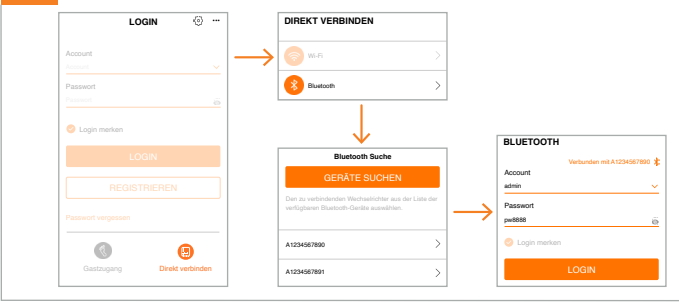 LOGIN
Account
Account
Passwort
Passwort
Login merken
LOGIN
REGISTRIEREN
Passwort vergessen
Gastzugang
Direkt verbinden
DIREKT VERBINDEN
Wi-Fi
Bluetooth
Bluetooth Suche
GERÄTE SUCHEN
Den zu verbindenden Wechselrichter aus der Liste der
verfügbaren Bluetooth-Geräte auswählen.
A1234567890
A1234567891
BLUETOOTH
Verbunden mit A1234567890
Account
admin
Passwort
pw8888
Login merken
LOGIN